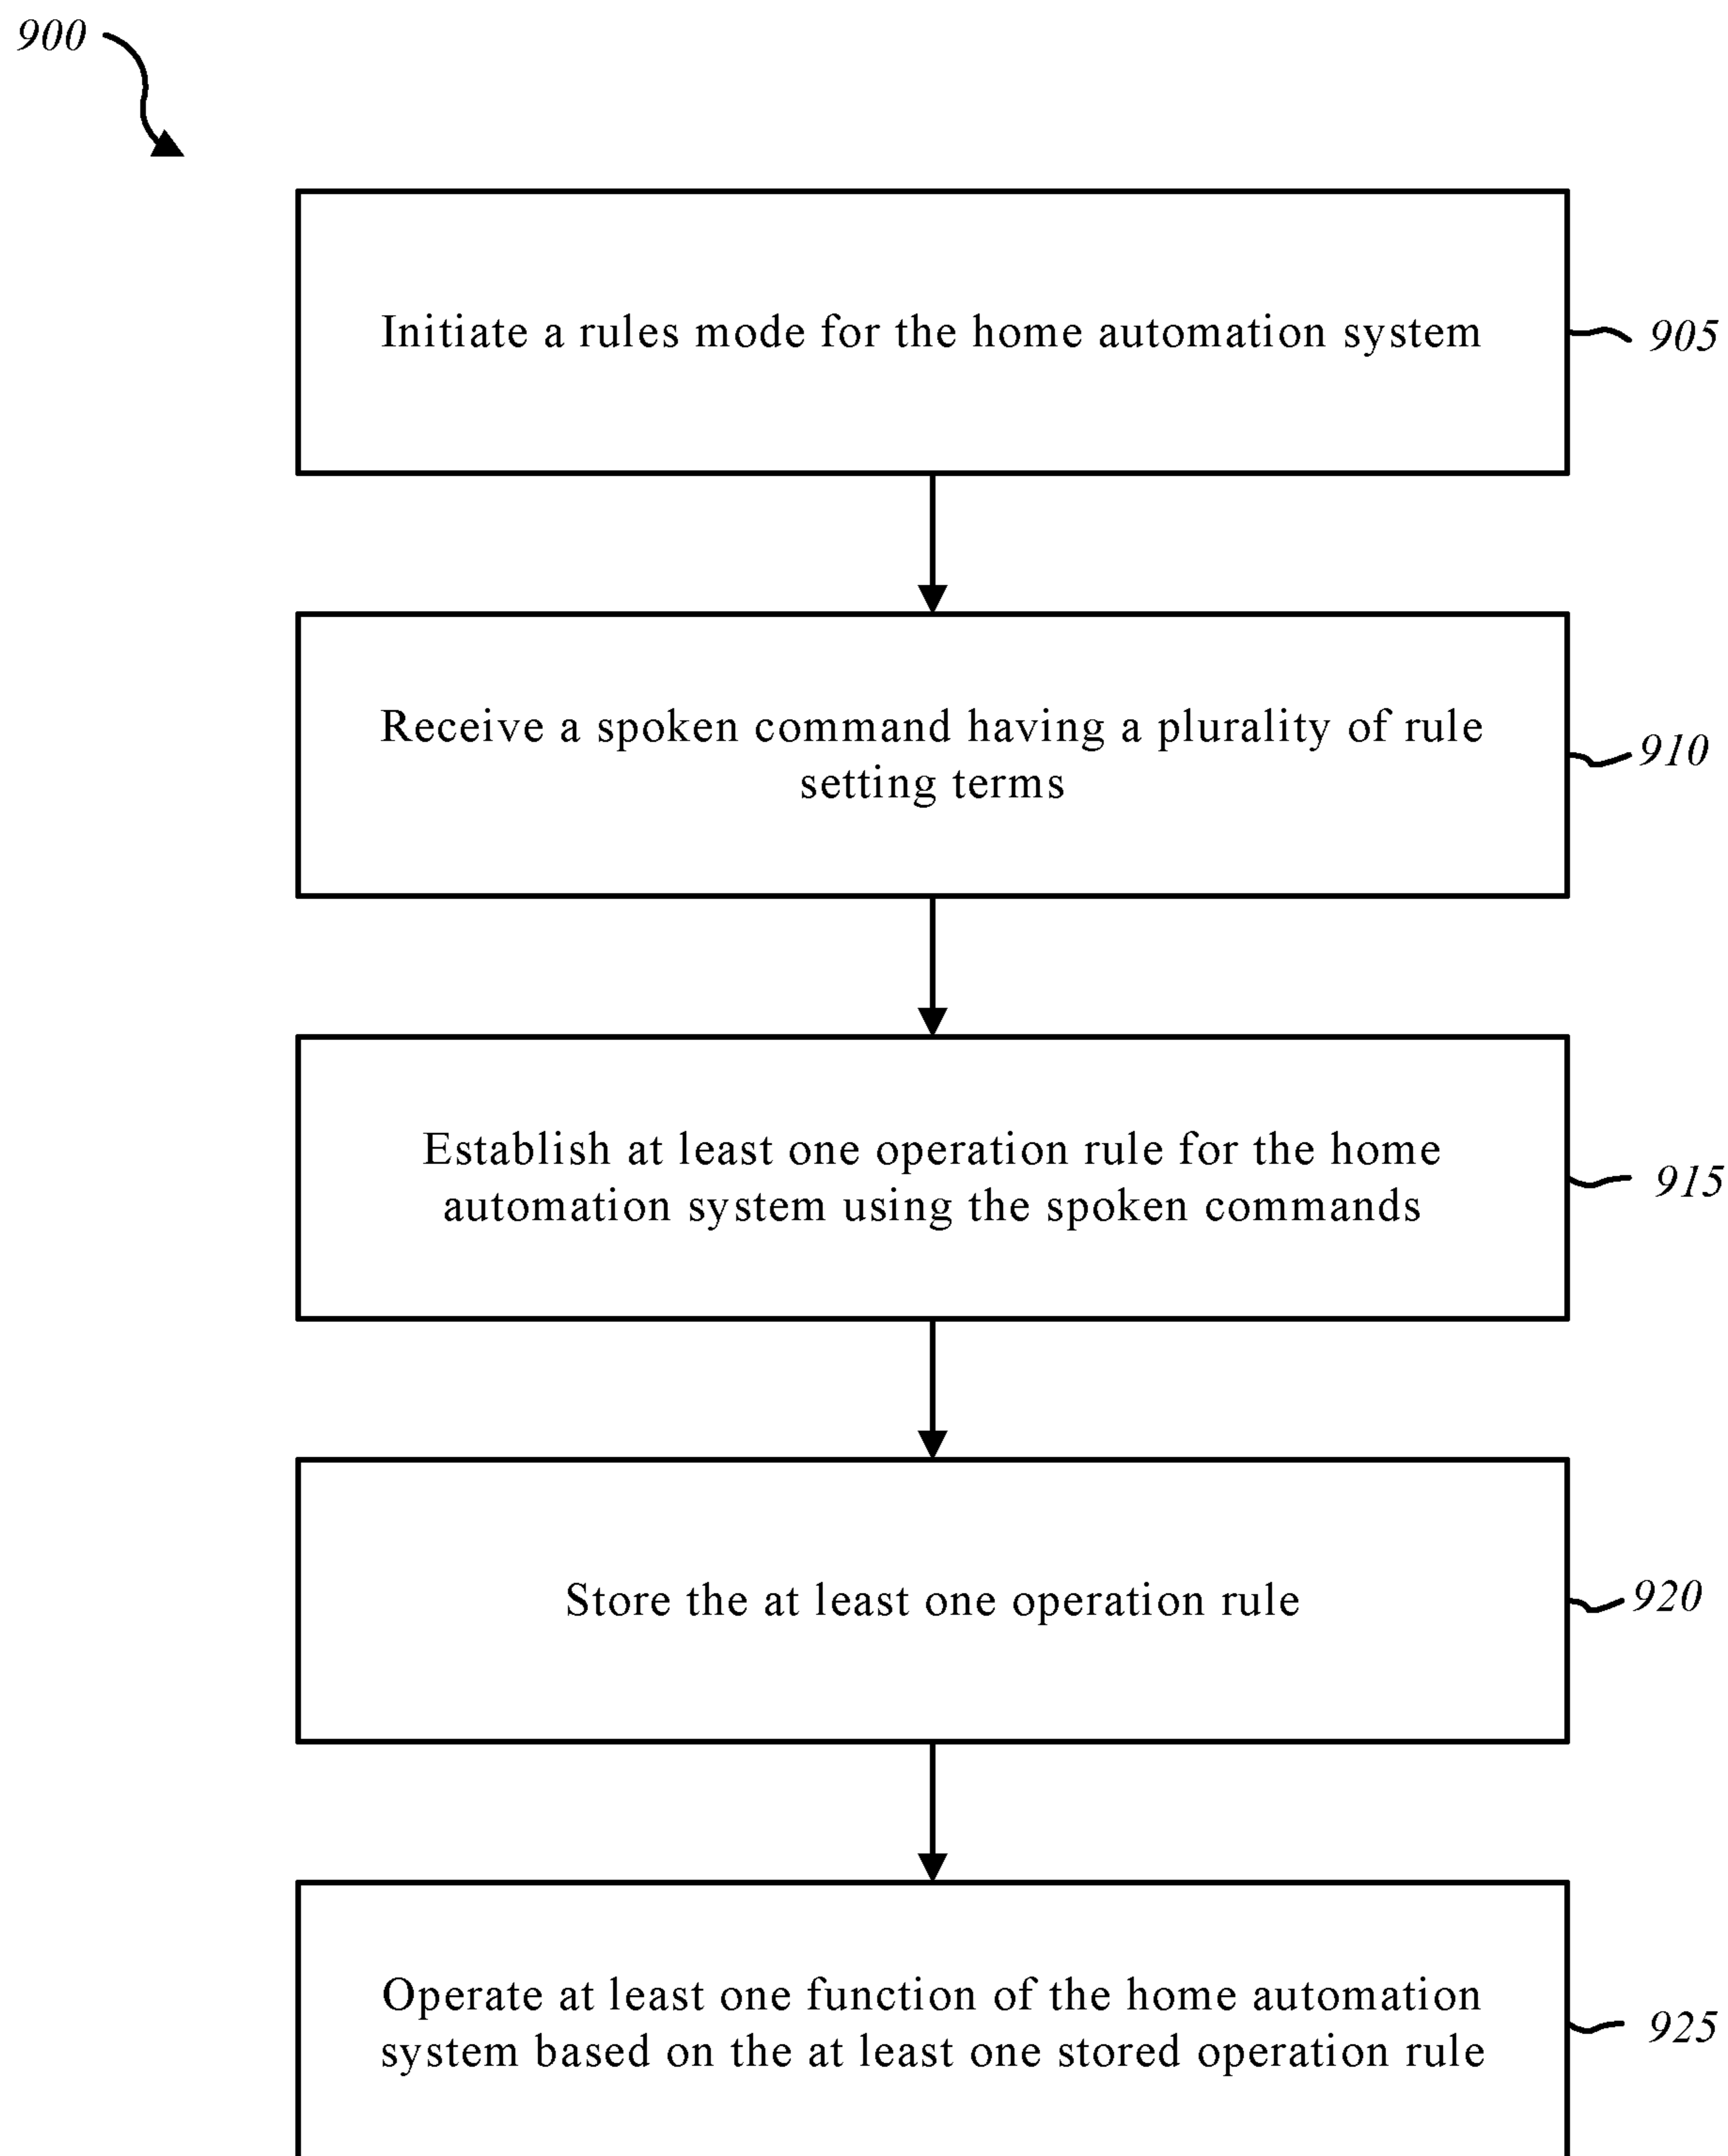 900
Initiate a rules mode for the home automation system
905
Receive a spoken command having a plurality of rule
setting terms
910
Establish at least one operation rule for the home
automation system using the spoken commands
915
Store the at least one operation rule
920
Operate at least one function of the home automation
system based on the at least one stored operation rule
925